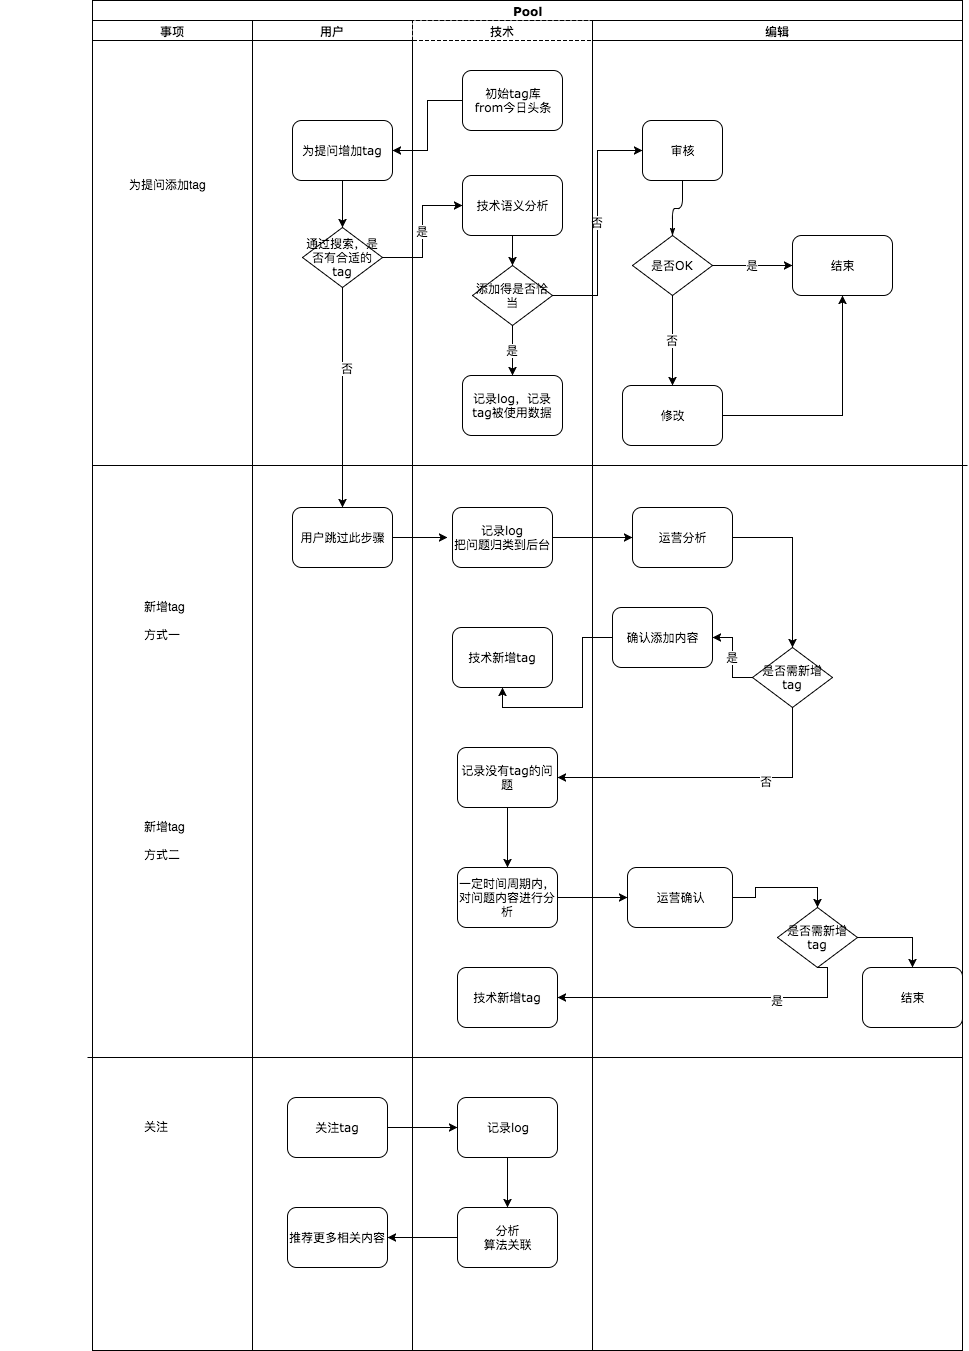 Pool
事项
用户
技术
编辑
初始tag库
from今日头条
为提问增加tag
审核
为提问添加tag
技术语义分析
否
是
通过搜索，是
否有合适的
tag
是否OK
是
结束
添加得是否恰
当
否
是
否
记录log，记录
tag被使用数据
修改
用户跳过此步骤
记录log
把问题归类到后台
运营分析
新增tag
方式一
确认添加内容
技术新增tag
是
是否需新增
tag
记录没有tag的问
题
否
新增tag
方式二
一定时间周期内，
对问题内容进行分
析
运营确认
是否需新增
tag
技术新增tag
是
结束
关注
关注tag
记录log
推荐更多相关内容
分析
算法关联